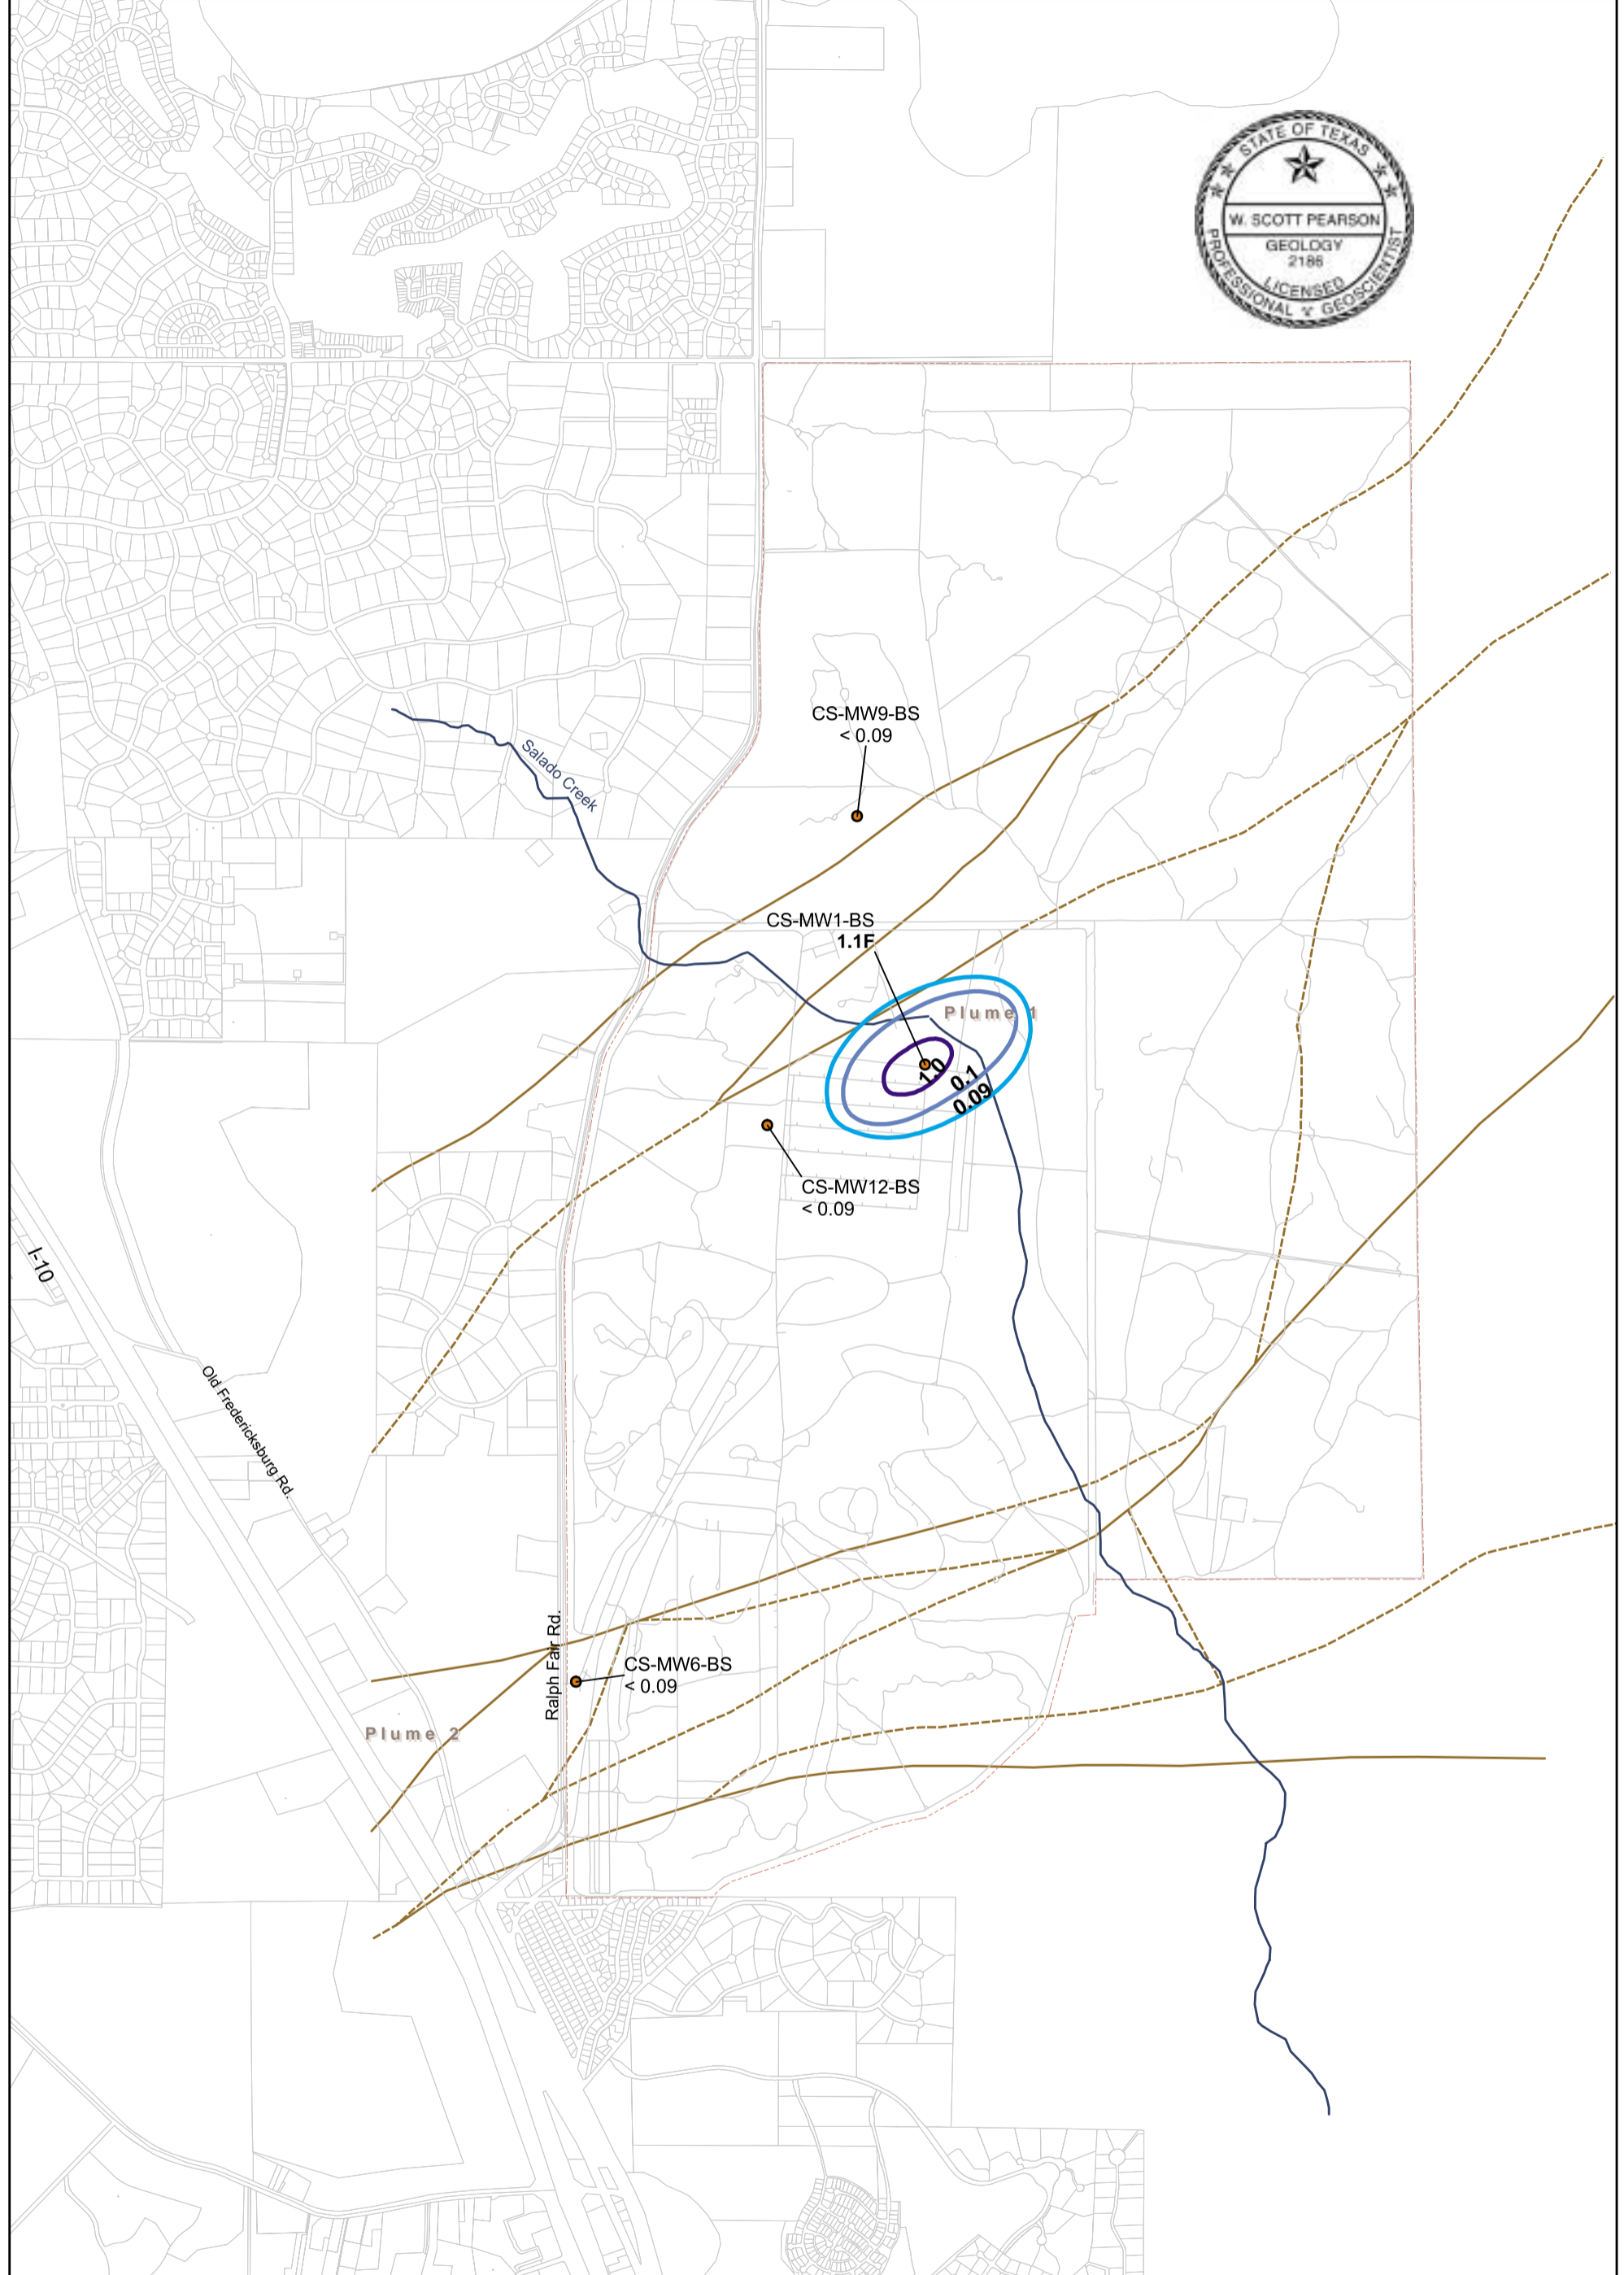 STATE OF TEXAS
W. SCOTT PEARSON
GEOLOGY
2186
LICENSED
PROFESSIONAL GEOSCIENTIST
CS-MW9-BS
< 0.09
Salado Creek
CS-MW1-BS
1.1F
Plume 1
1.0
0.1
0.09
CS-MW12-BS
< 0.09
I-10
Old Fredericksburg Rd.
Ralph Fair Rd.
CS-MW6-BS
< 0.09
Plume 2